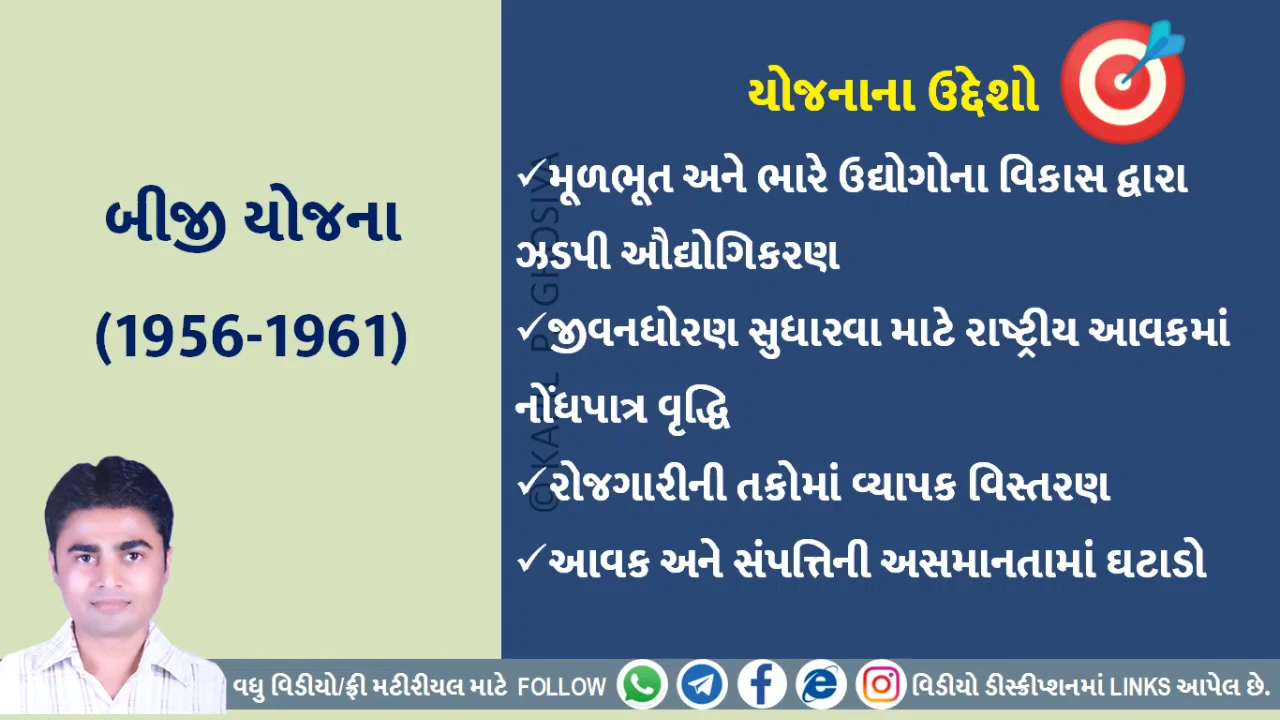 બીજી યોજના
(1956-1961)
યોજનાના ઉદ્દેશો
✓મૂળભૂત અને ભારે ઉદ્યોગોના વિકાસ દ્વારા
ઝડપી ઔદ્યોગિકરણ
✓જીવનધોરણ સુધારવા માટે રાષ્ટ્રીય આવકમાં
નોંધપાત્ર વૃદ્ધિ
✓રોજગારીની તકોમાં વ્યાપક વિસ્તરણ
✓આવક અને સંપત્તિની અસમાનતામાં ઘટાડો
વધુ વિડીયો/ફ્રી મટીરીયલ માટે FOLLOW
વિડીયો ડીસ્ક્રીપ્શનમાં LINKS આપેલ છે.